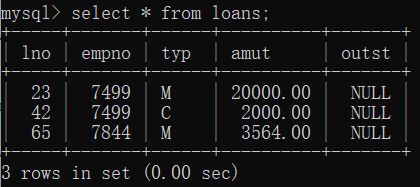 mysql> select * from loans;
+-----+-------+-----+----------+-------+
| lno | empno | typ | amut     | outst |
+-----+-------+-----+----------+-------+
|  23 |  7499 | M   | 20000.00 |  NULL |
|  42 |  7499 | C   |  2000.00 |  NULL |
|  65 |  7844 | M   |  3564.00 |  NULL |
+-----+-------+-----+----------+-------+
3 rows in set (0.00 sec)